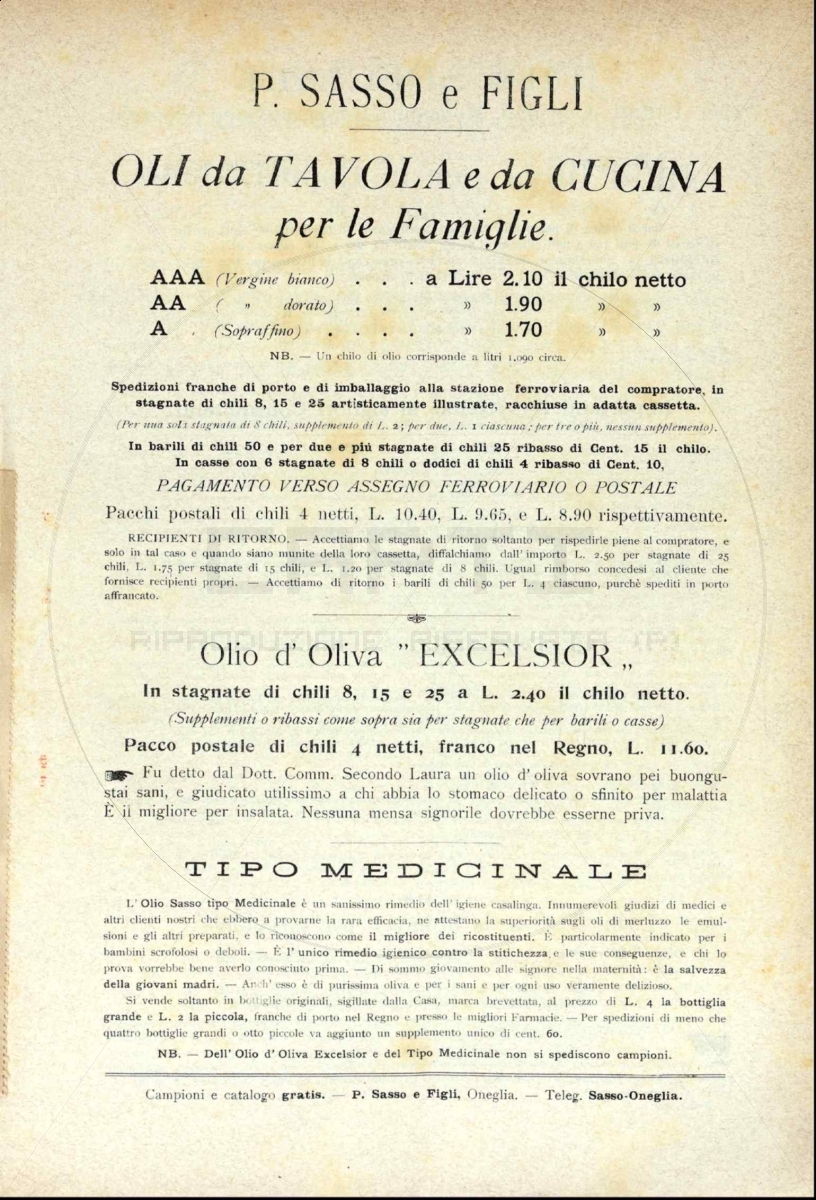 P. SASSO e FIGLI
OLI da TAVOLA e da CUCINA
per le Famiglie.
AAA (Vergine bianco) . . . a Lire 2.10 il chilo netto
AA ( " dorato) . . . » 1.90 » »
A . (Sopraffino) . . . . » 1.70 » »
NB. — Un chilo di olio corrisponde a litri 1,090 circa.
Spedizioni franche di porto e di imballaggio alla stazione ferroviaria del compratore, in
stagnate di chili 8, 15 e 25 artisticamente illustrate, racchiuse in adatta cassetta.
(Per una sola stagnata di 8 chili, supplemento di L. 2; per due, L. 1 ciascuna; per tre o più, nessun supplemento).
In barili di chili 50 e per due e più stagnate di chili 25 ribasso di Cent. 15 il chilo.
In casse con 6 stagnate di 8 chili o dodici di chili 4 ribasso di Cent. 10,
PAGAMENTO VERSO ASSEGNO FERROVIARIO O POSTALE
Pacchi postali di chili 4 netti, L. 10.40, L. 9.65, e L. 8.90 rispettivamente.
RECIPIENTI DI RITORNO. — Accettiamo le stagnate di ritorno soltanto per rispedirle piene al compratore, e
solo in tal caso e quando siano munite della loro cassetta, diffalchiamo dall' importo L. 2.50 per stagnate di 25
chili, L. 1.75 per stagnate di 15 chili, e L. 1.20 per stagnate di 8 chili. Ugual rimborso concedesi al cliente che
fornisce recipienti propri. — Accettiamo di ritorno i barili di chili 50 per L. 4 ciascuno, purchè spediti in porto
affrancato.
RIPRODUZIONE RISERVATA (R)
Olio d' Oliva " EXCELSIOR „
In stagnate di chili 8, 15 e 25 a L. 2.40 il chilo netto.
(Supplementi o ribassi come sopra sia per stagnate che per barili o casse)
Pacco postale di chili 4 netti, franco nel Regno, L. 11.60.
Fu detto dal Dott. Comm. Secondo Laura un olio d' oliva sovrano pei buongu-
stai sani, e giudicato utilissimo a chi abbia lo stomaco delicato o sfinito per malattia
È il migliore per insalata. Nessuna mensa signorile dovrebbe esserne priva.
TIPO MEDICINALE
L' Olio Sasso tipo Medicinale è un sanissimo rimedio dell' igiene casalinga. Innumerevoli giudizi di medici e
altri clienti nostri che ebbero a provarne la rara efficacia, ne attestano la superiorità sugli oli di merluzzo le emul-
sioni e gli altri preparati, e lo riconoscono come il migliore dei ricostituenti. È particolarmente indicato per i
bambini scrofolosi o deboli. — È l' unico rimedio igienico contro la stitichezza e le sue conseguenze, e chi lo
prova vorrebbe bene averlo conosciuto prima. — Di sommo giovamento alle signore nella maternità: è la salvezza
della giovani madri. — Anch' esso è di purissima oliva e per i sani e per ogni uso veramente delizioso.
Si vende soltanto in bottiglie originali, sigillate dalla Casa, marca brevettata, al prezzo di L. 4 la bottiglia
grande e L. 2 la piccola, franche di porto nel Regno e presso le migliori Farmacie. — Per spedizioni di meno che
quattro bottiglie grandi o otto piccole va aggiunto un supplemento unico di cent. 60.
NB. — Dell' Olio d' Oliva Excelsior e del Tipo Medicinale non si spediscono campioni.
Campioni e catalogo gratis. — P. Sasso e Figli, Oneglia. — Teleg. Sasso-Oneglia.